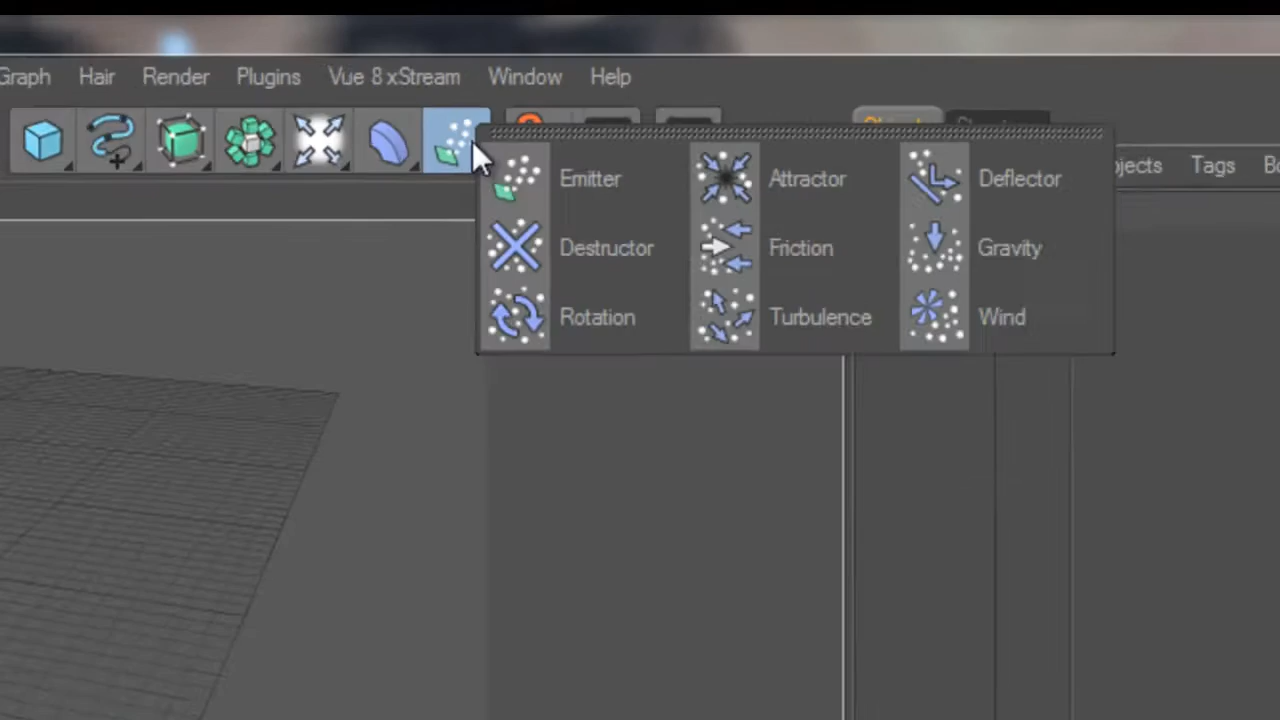 Graph Hair Render Plugins Vue 8 xStream Window Help
Emitter Attractor Deflector
Destructor Friction Gravity
Rotation Turbulence Wind
Tags